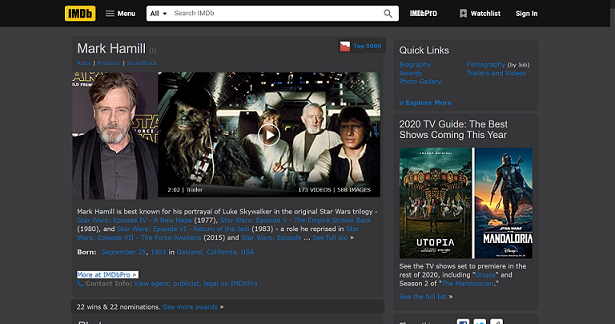 IMDb Menu All Search IMDb IMDbPRO Watchlist Sign In
Mark Hamill (I)
Top 5000
Actor | Producer | Soundtrack
2:02 | Trailer
173 VIDEOS | 588 IMAGES
Mark Hamill is best known for his portrayal of Luke Skywalker in the original Star Wars trilogy -
Star Wars: Episode IV - A New Hope (1977), Star Wars: Episode V - The Empire Strikes Back
(1980), and Star Wars: Episode VI - Return of the Jedi (1983) - a role he reprised in
Star Wars: Episode VII - The Force Awakens (2015) and Star Wars: Episode ... See full bio »
Born: September 25, 1951 in Oakland, California, USA
More at IMDbPro »
Contact Info: View agent, publicist, legal on IMDbPro
22 wins & 22 nominations. See more awards »
Quick Links
Biography
Filmography (by Job)
Awards
Trailers and Videos
Photo Gallery
Explore More
2020 TV Guide: The Best
Shows Coming This Year
UTOPIA
STAR WARS
THE
MANDALORIAN
See the TV shows set to premiere in the
rest of 2020, including "Utopia" and
Season 2 of "The Mandalorian."
See the full list »